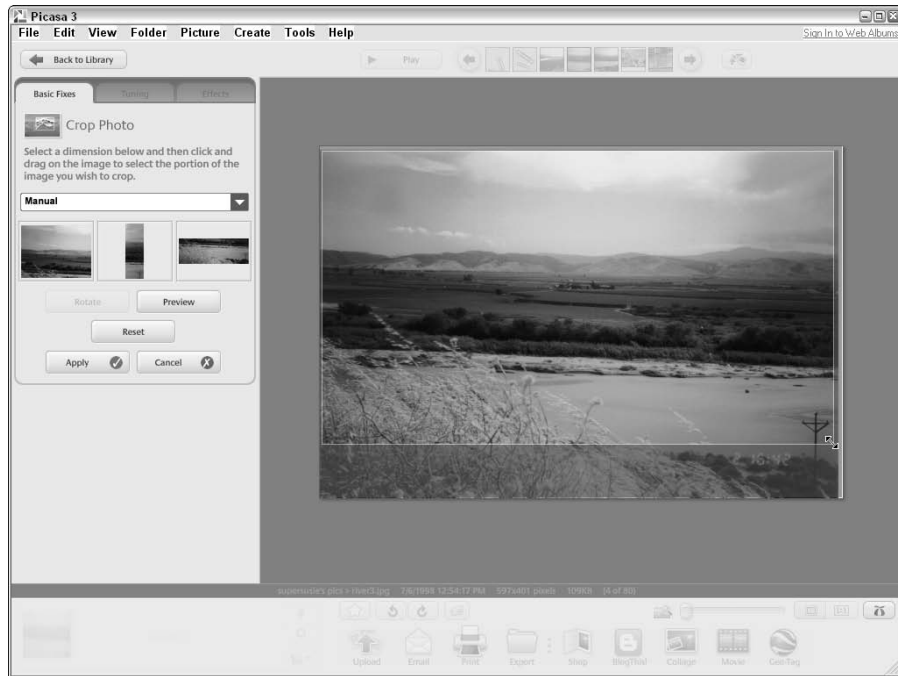 Picasa 3
File Edit View Folder Picture Create Tools Help
Sign In to Web Albums
Back to Library
Play
Basic Fixes Tuning Effects
Crop Photo
Select a dimension below and then click and
drag on the image to select the portion of the
image you wish to crop.
Manual
Rotate Preview
Reset
Apply Cancel
supersusie's pics > river3.jpg 7/6/1998 12:54:17 PM 597x401 pixels 109KB (4 of 80)
Upload Email Print Export Shop BlogThis! Collage Movie Geo-Tag